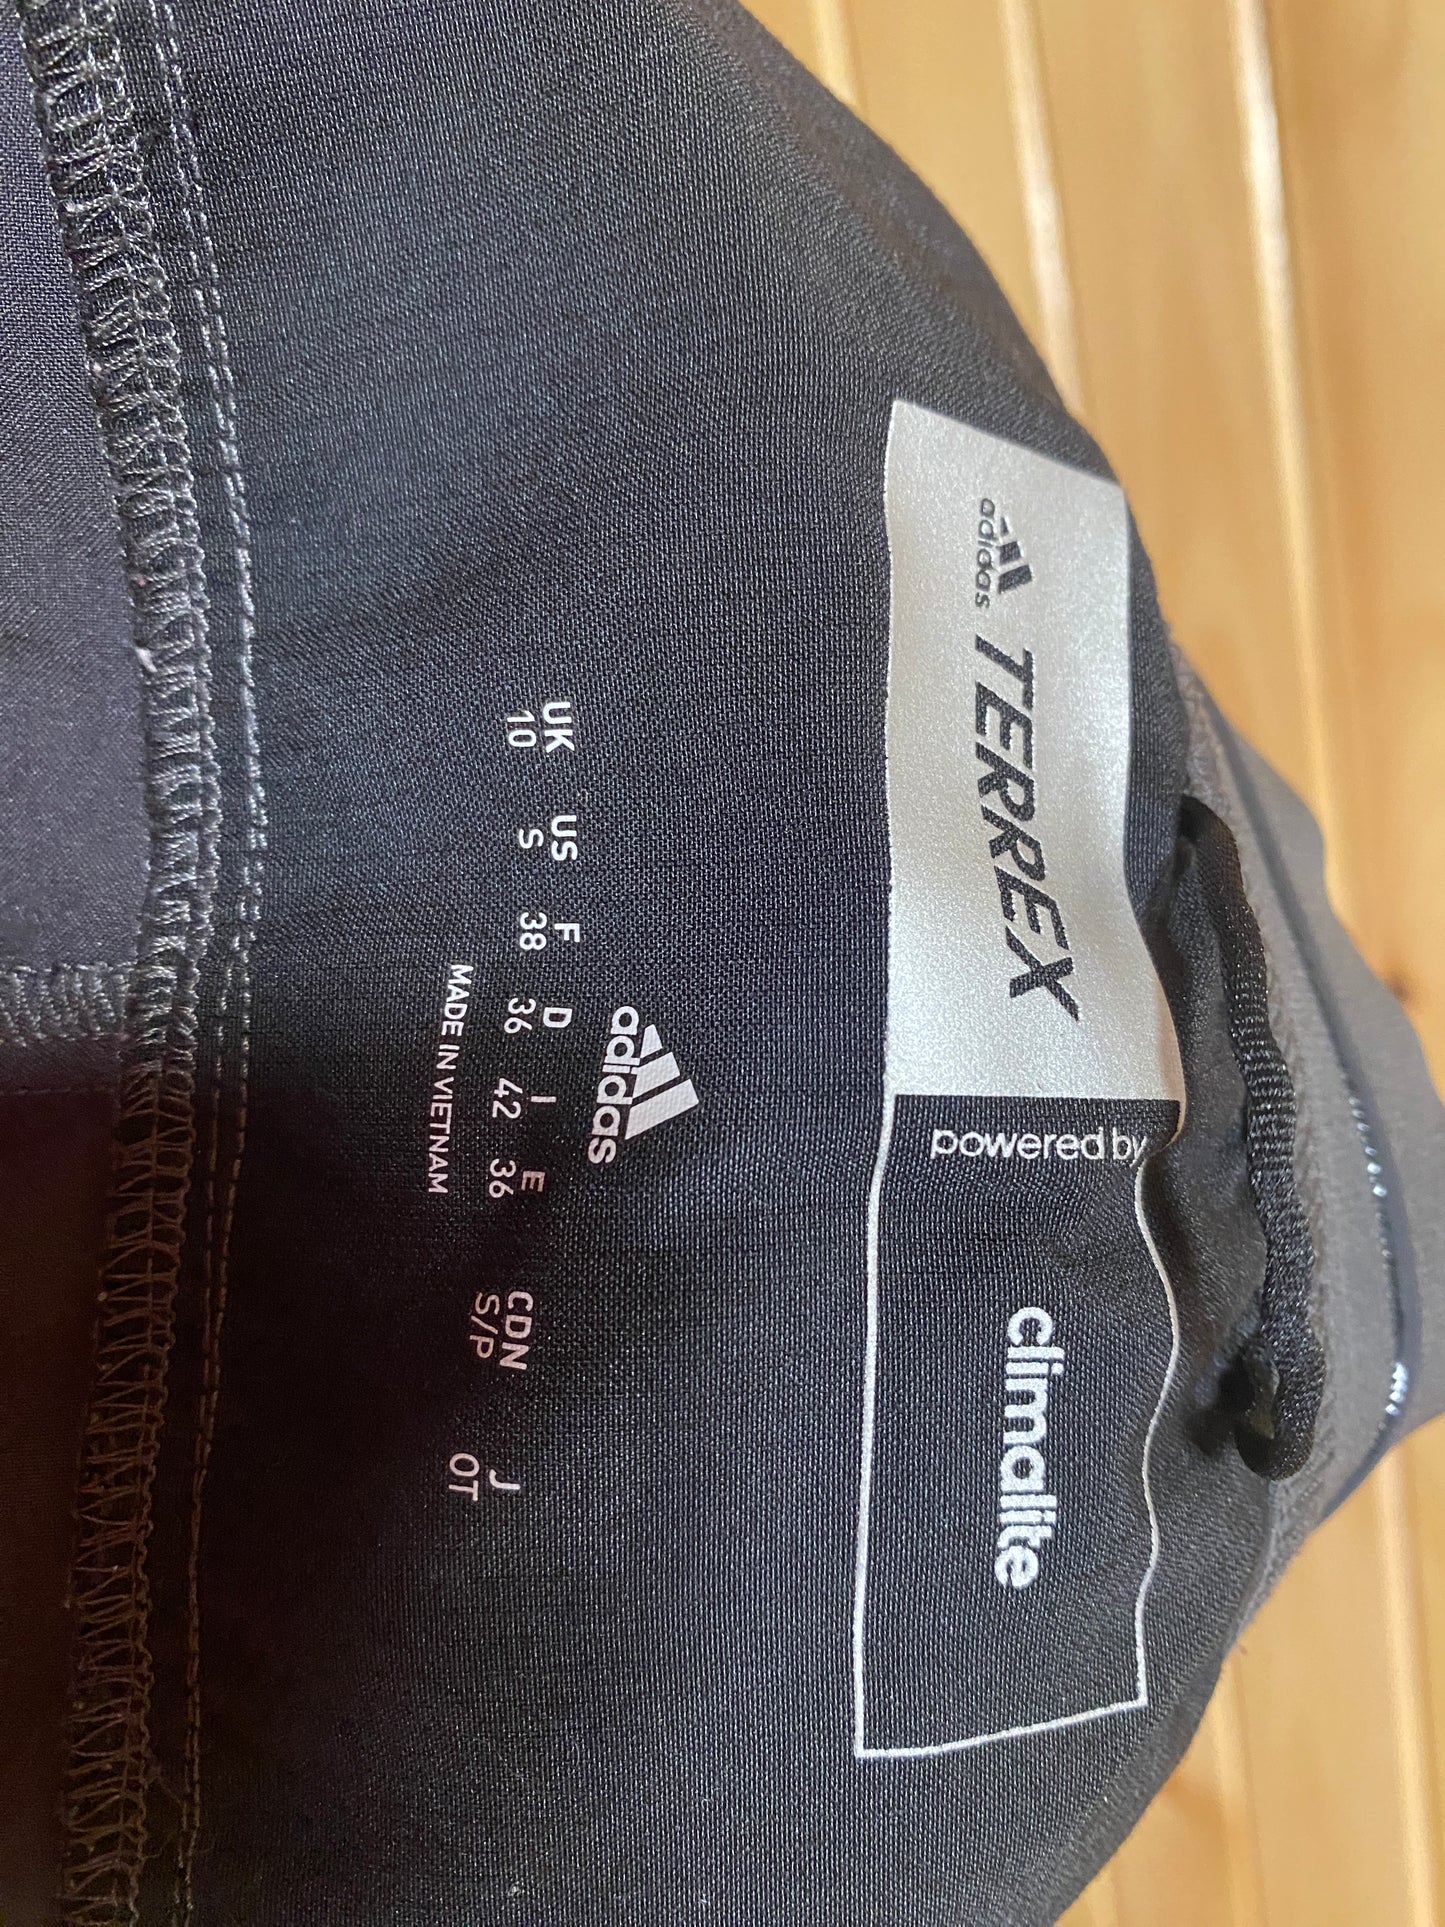 adidas TERREX
powered by
climalite
adidas
UK US F D I E CDN J
10 S 38 36 42 36 S/P OT
MADE IN VIETNAM